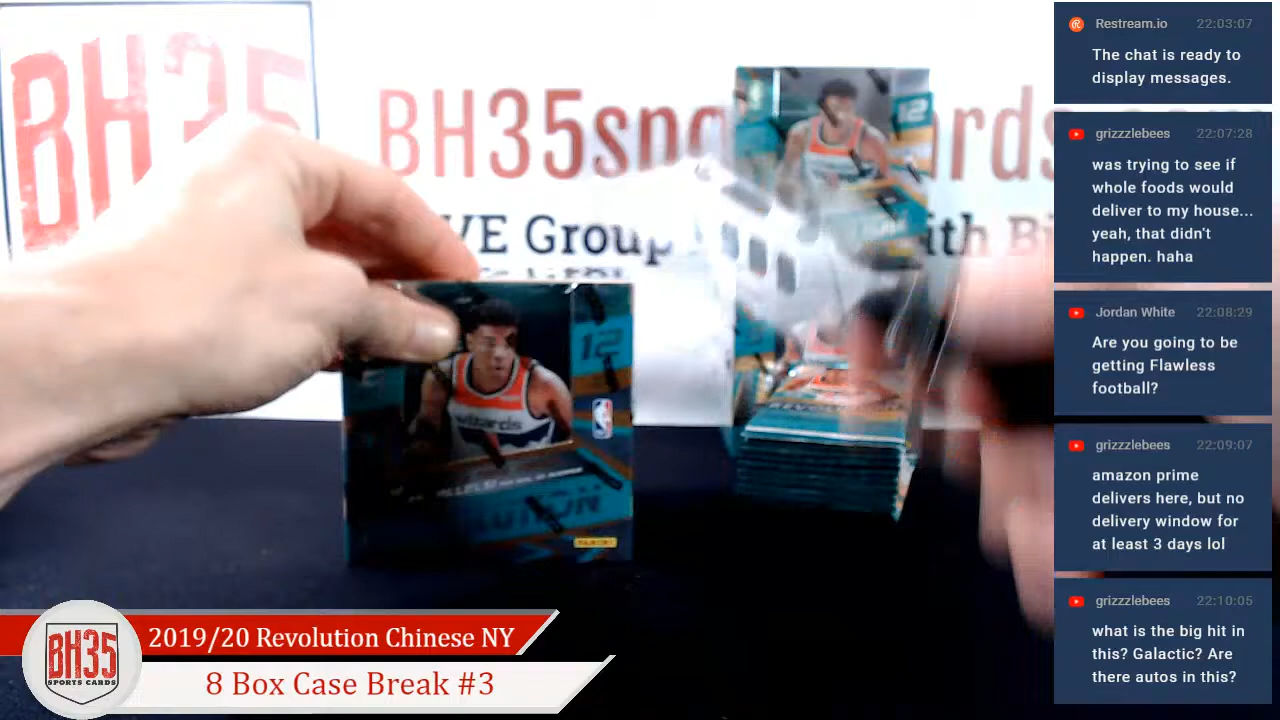 BH35
BH35sp
rds
VE Group
ith Bi
12
12
wizards
PANINI
BH35
SPORTS CARDS
2019/20 Revolution Chinese NY
8 Box Case Break #3
Restream.io 22:03:07
The chat is ready to
display messages.
grizzzlebees 22:07:28
was trying to see if
whole foods would
deliver to my house...
yeah, that didn't
happen. haha
Jordan White 22:08:29
Are you going to be
getting Flawless
football?
grizzzlebees 22:09:07
amazon prime
delivers here, but no
delivery window for
at least 3 days lol
grizzzlebees 22:10:05
what is the big hit in
this? Galactic? Are
there autos in this?